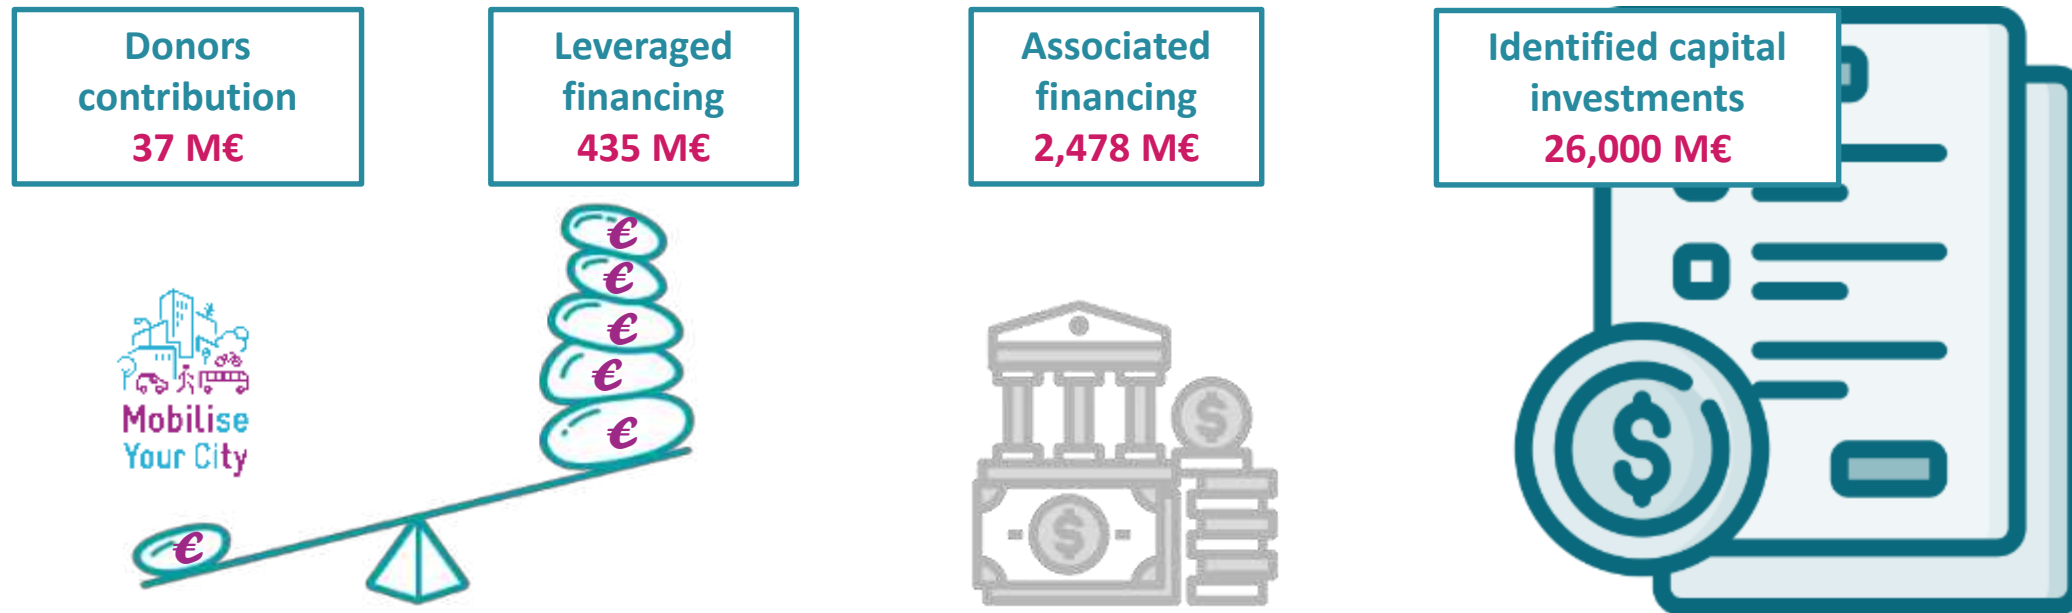 Donors
contribution
37 M€
Leveraged
financing
435 M€
Associated
financing
2,478 M€
Identified capital
investments
26,000 M€
€
€
€
€
€
Mobilise
Your City
€
$
$
$